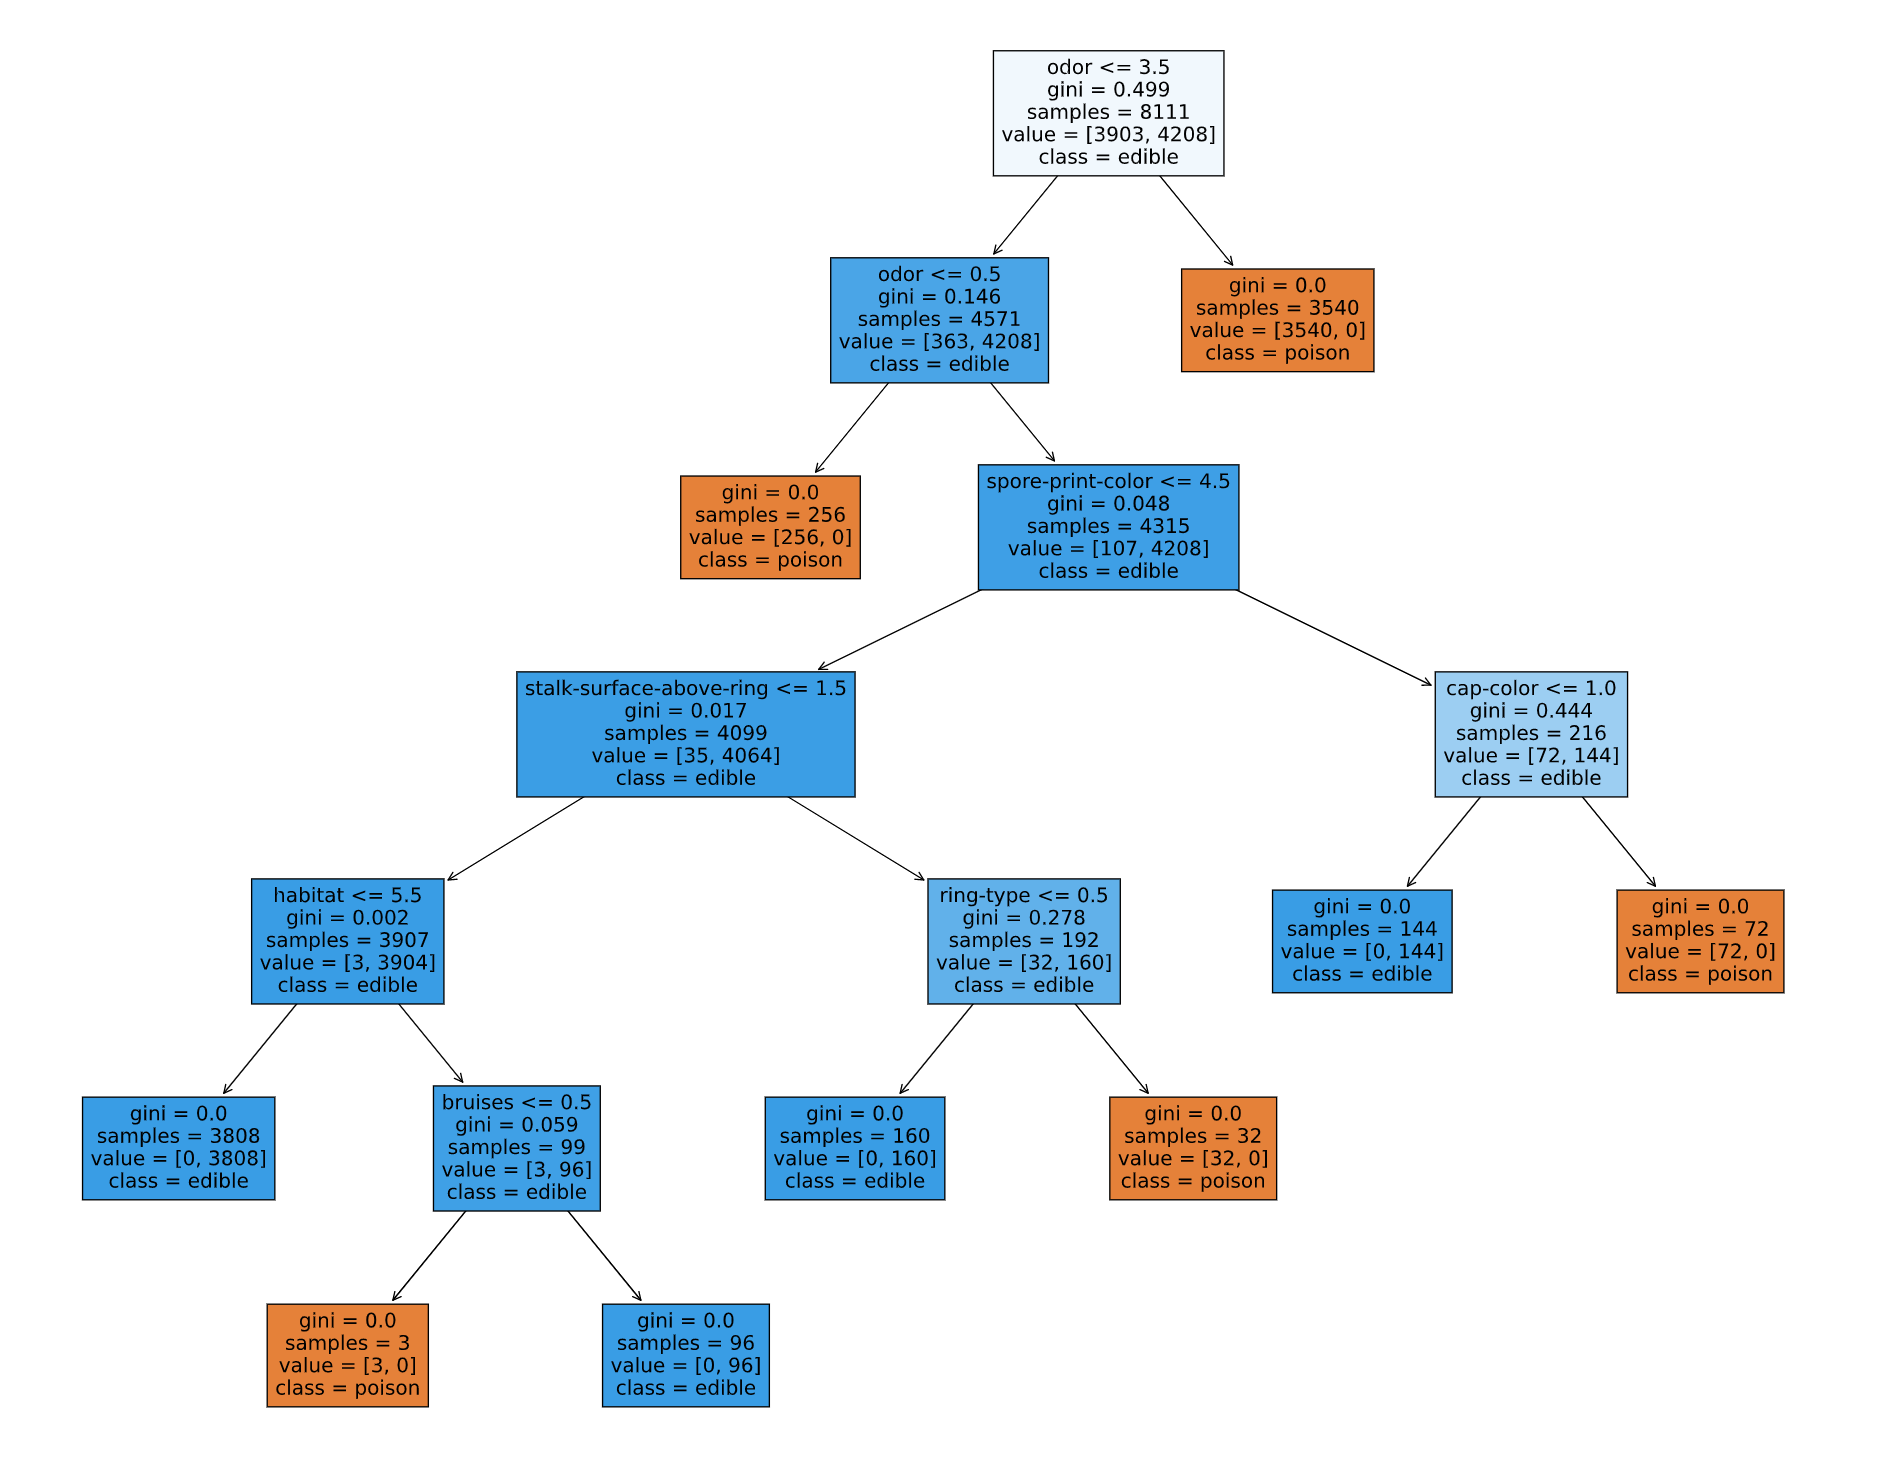 odor <= 3.5
gini = 0.499
samples = 8111
value = [3903, 4208]
class = edible
odor <= 0.5
gini = 0.146
samples = 4571
value = [363, 4208]
class = edible
gini = 0.0
samples = 3540
value = [3540, 0]
class = poison
gini = 0.0
samples = 256
value = [256, 0]
class = poison
spore-print-color <= 4.5
gini = 0.048
samples = 4315
value = [107, 4208]
class = edible
stalk-surface-above-ring <= 1.5
gini = 0.017
samples = 4099
value = [35, 4064]
class = edible
cap-color <= 1.0
gini = 0.444
samples = 216
value = [72, 144]
class = edible
habitat <= 5.5
gini = 0.002
samples = 3907
value = [3, 3904]
class = edible
ring-type <= 0.5
gini = 0.278
samples = 192
value = [32, 160]
class = edible
gini = 0.0
samples = 144
value = [0, 144]
class = edible
gini = 0.0
samples = 72
value = [72, 0]
class = poison
gini = 0.0
samples = 3808
value = [0, 3808]
class = edible
bruises <= 0.5
gini = 0.059
samples = 99
value = [3, 96]
class = edible
gini = 0.0
samples = 160
value = [0, 160]
class = edible
gini = 0.0
samples = 32
value = [32, 0]
class = poison
gini = 0.0
samples = 3
value = [3, 0]
class = poison
gini = 0.0
samples = 96
value = [0, 96]
class = edible